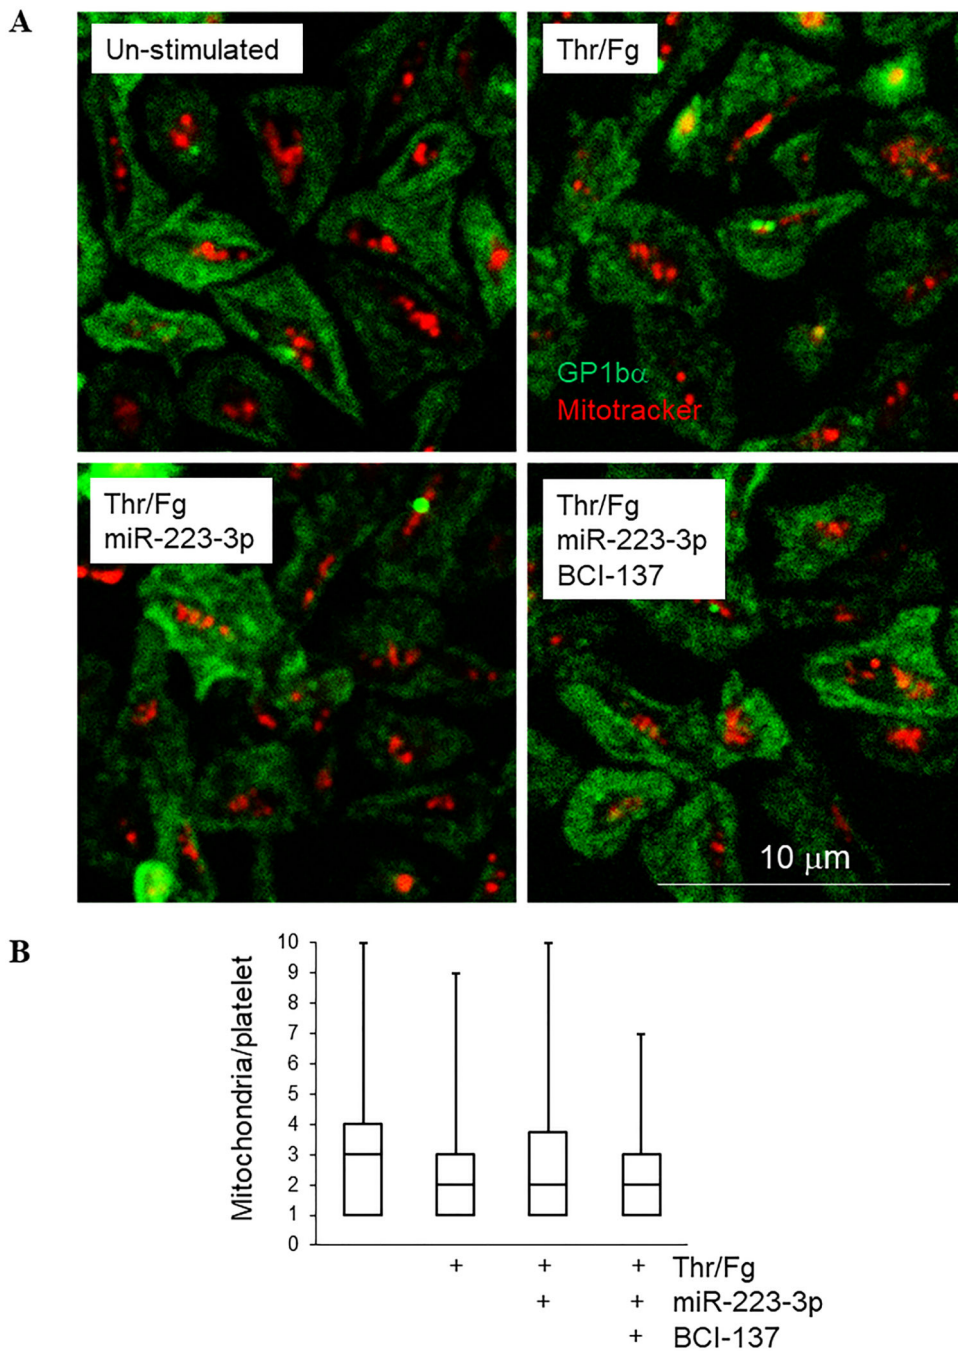 A
Un-stimulated
Thr/Fg
GP1bα
Mitotracker
Thr/Fg
miR-223-3p
Thr/Fg
miR-223-3p
BCI-137
10 μm
B
Mitochondria/platelet
10
9
8
7
6
5
4
3
2
1
0
+ + + Thr/Fg
+ + miR-223-3p
+ BCI-137